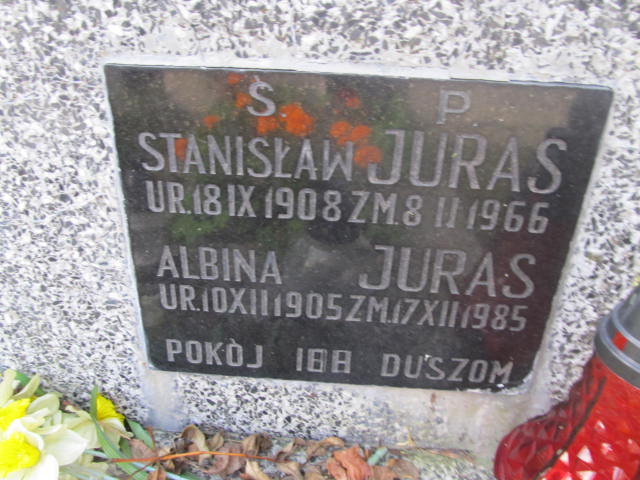 Ś P
STANISŁAW JURAS
UR.18 IX 1908 ZM.8 II 1966
ALBINA JURAS
UR.10 XII 1905 ZM.17 XII 1985
POKÓJ ICH DUSZOM